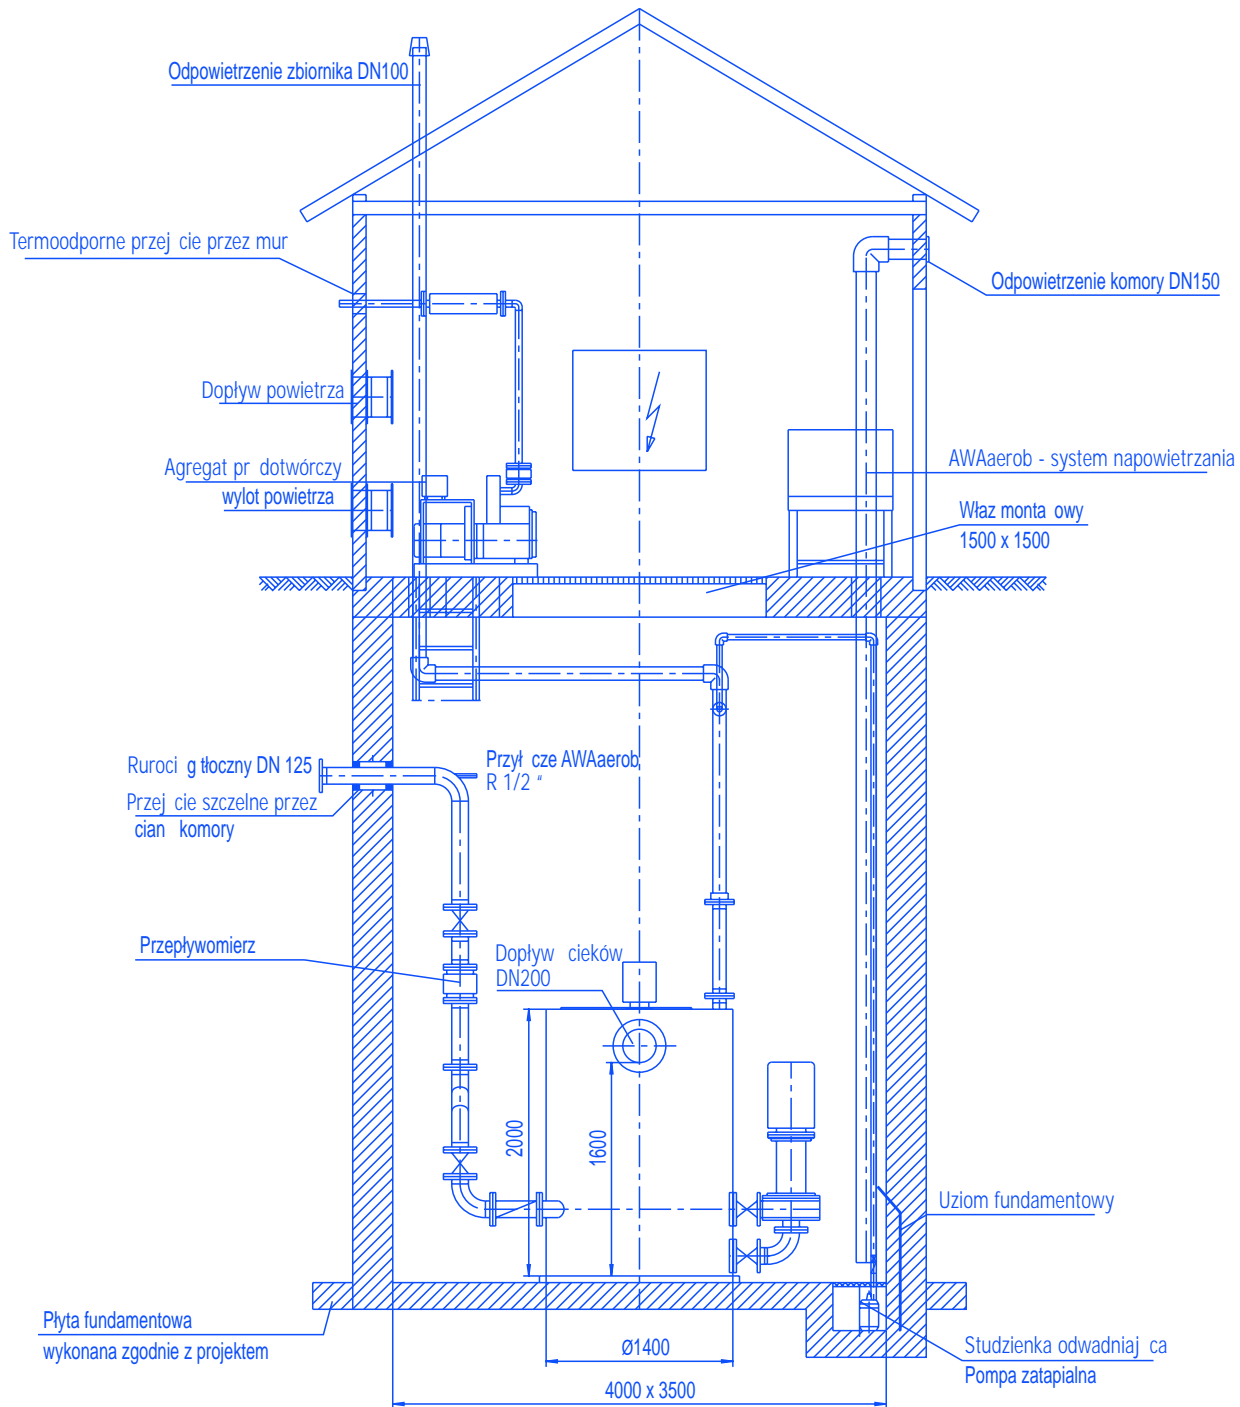 Odpowietrzenie zbiornika DN100
Termoodporne przej cie przez mur
Odpowietrzenie komory DN150
Dopływ powietrza
Agregat pr dotwórczy
wylot powietrza
AWAaerob - system napowietrzania
Właz monta owy
1500 x 1500
Ruroci g tłoczny DN 125
Przej cie szczelne przez
cian komory
Przył cze AWAaerob
R 1/2 "
Przepływomierz
Dopływ cieków
DN200
2000
1600
Uziom fundamentowy
Płyta fundamentowa
wykonana zgodnie z projektem
Ø1400
4000 x 3500
Studzienka odwadniaj ca
Pompa zatapialna